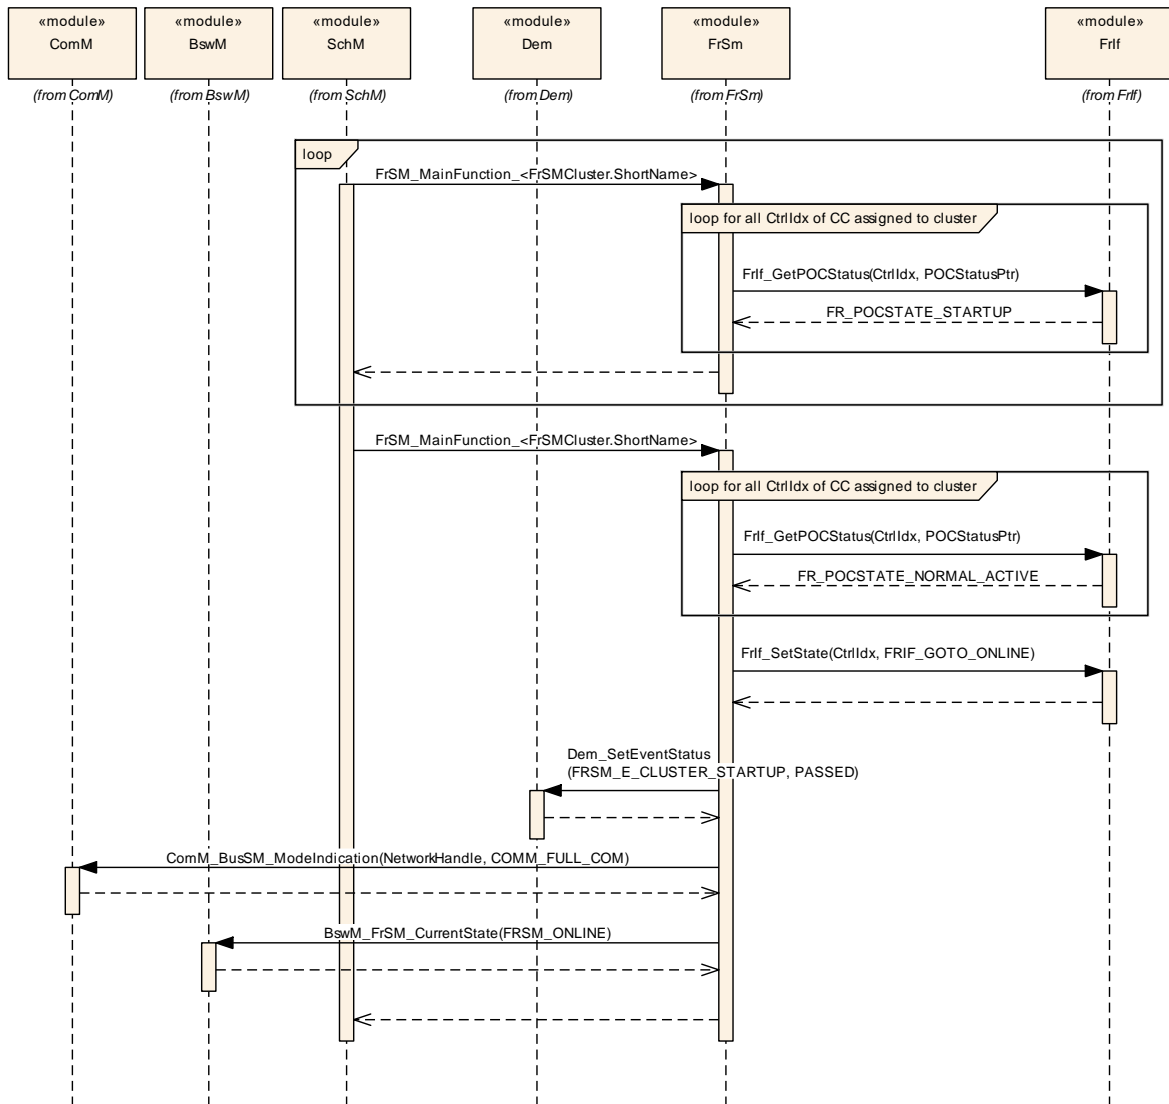 «module»
ComM
«module»
BswM
«module»
SchM
«module»
Dem
«module»
FrSm
«module»
FrIf
(from ComM)
(from BswM)
(from SchM)
(from Dem)
(from FrSm)
(from FrIf)
loop
FrSM_MainFunction_<FrSMCluster.ShortName>
loop for all CtrlIdx of CC assigned to cluster
FrIf_GetPOCStatus(CtrlIdx, POCStatusPtr)
FR_POCSTATE_STARTUP
FrSM_MainFunction_<FrSMCluster.ShortName>
loop for all CtrlIdx of CC assigned to cluster
FrIf_GetPOCStatus(CtrlIdx, POCStatusPtr)
FR_POCSTATE_NORMAL_ACTIVE
FrIf_SetState(CtrlIdx, FRIF_GOTO_ONLINE)
Dem_SetEventStatus
(FRSM_E_CLUSTER_STARTUP, PASSED)
ComM_BusSM_ModeIndication(NetworkHandle, COMM_FULL_COM)
BswM_FrSM_CurrentState(FRSM_ONLINE)